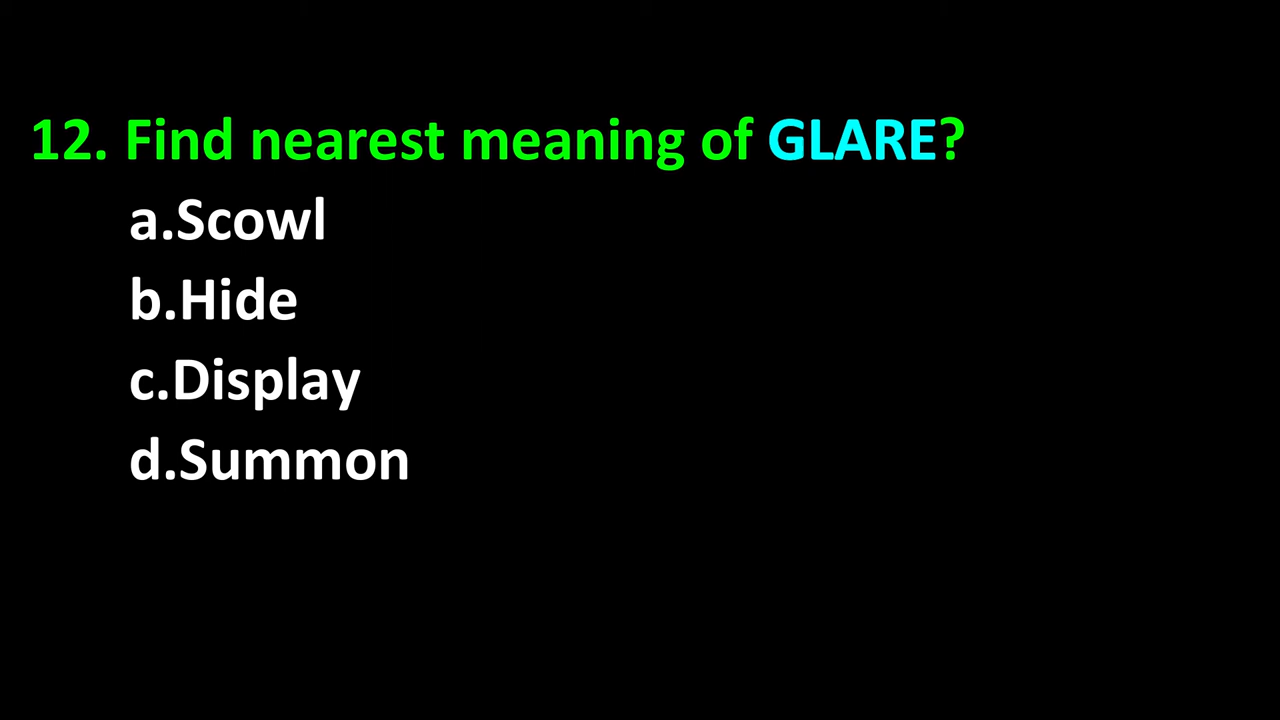 12. Find nearest meaning of GLARE?
a.Scowl
b.Hide
c.Display
d.Summon